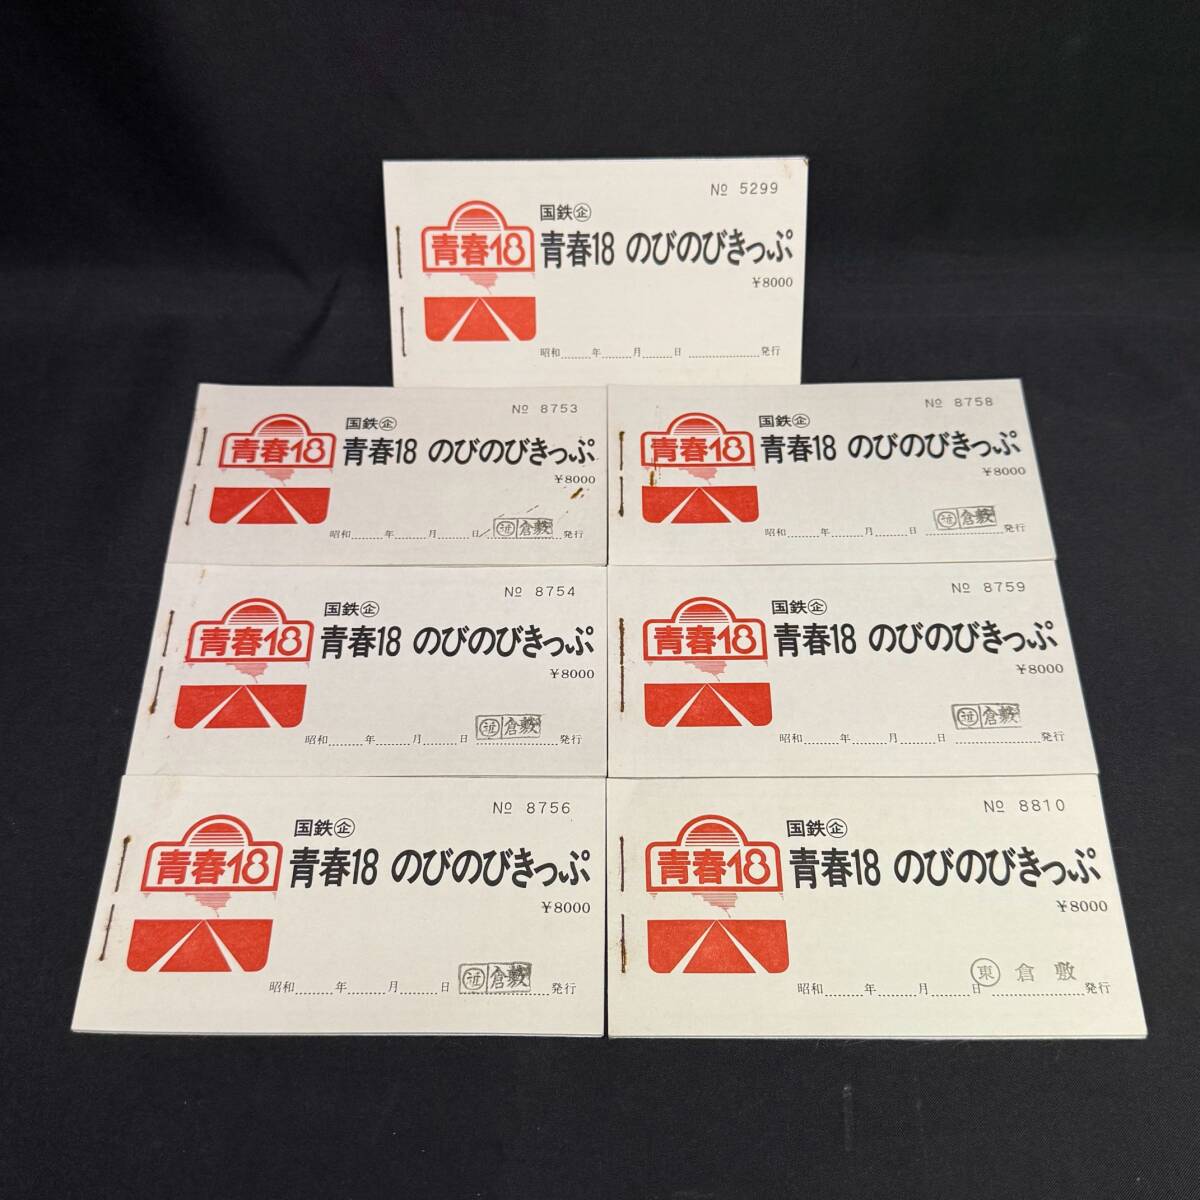 № 5299
国鉄企
青春18
青春18 のびのびきっぷ
￥8000
昭和 年 月 日 発行
№ 8753
国鉄企
青春18
青春18 のびのびきっぷ
￥8000
昭和 年 月 日 倉敷 発行
№ 8758
国鉄企
青春18
青春18 のびのびきっぷ
￥8000
昭和 年 月 日 倉敷 発行
№ 8754
国鉄企
青春18
青春18 のびのびきっぷ
￥8000
昭和 年 月 日 倉敷 発行
№ 8759
国鉄企
青春18
青春18 のびのびきっぷ
￥8000
昭和 年 月 日 倉敷 発行
№ 8756
国鉄企
青春18
青春18 のびのびきっぷ
￥8000
昭和 年 月 日 倉敷 発行
№ 8810
国鉄企
青春18
青春18 のびのびきっぷ
￥8000
東 倉敷
昭和 年 月 日 発行